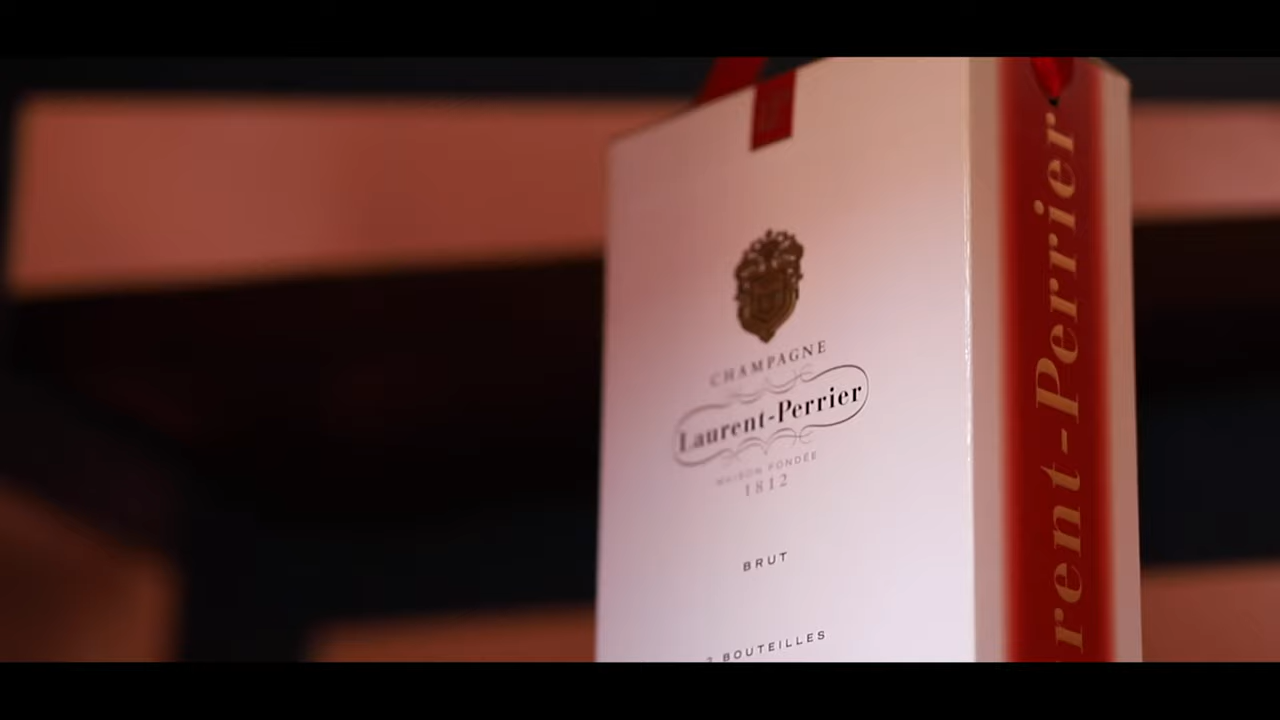 CHAMPAGNE
Laurent-Perrier
MAISON FONDÉE
1812
BRUT
BOUTEILLES
rent-Perrier